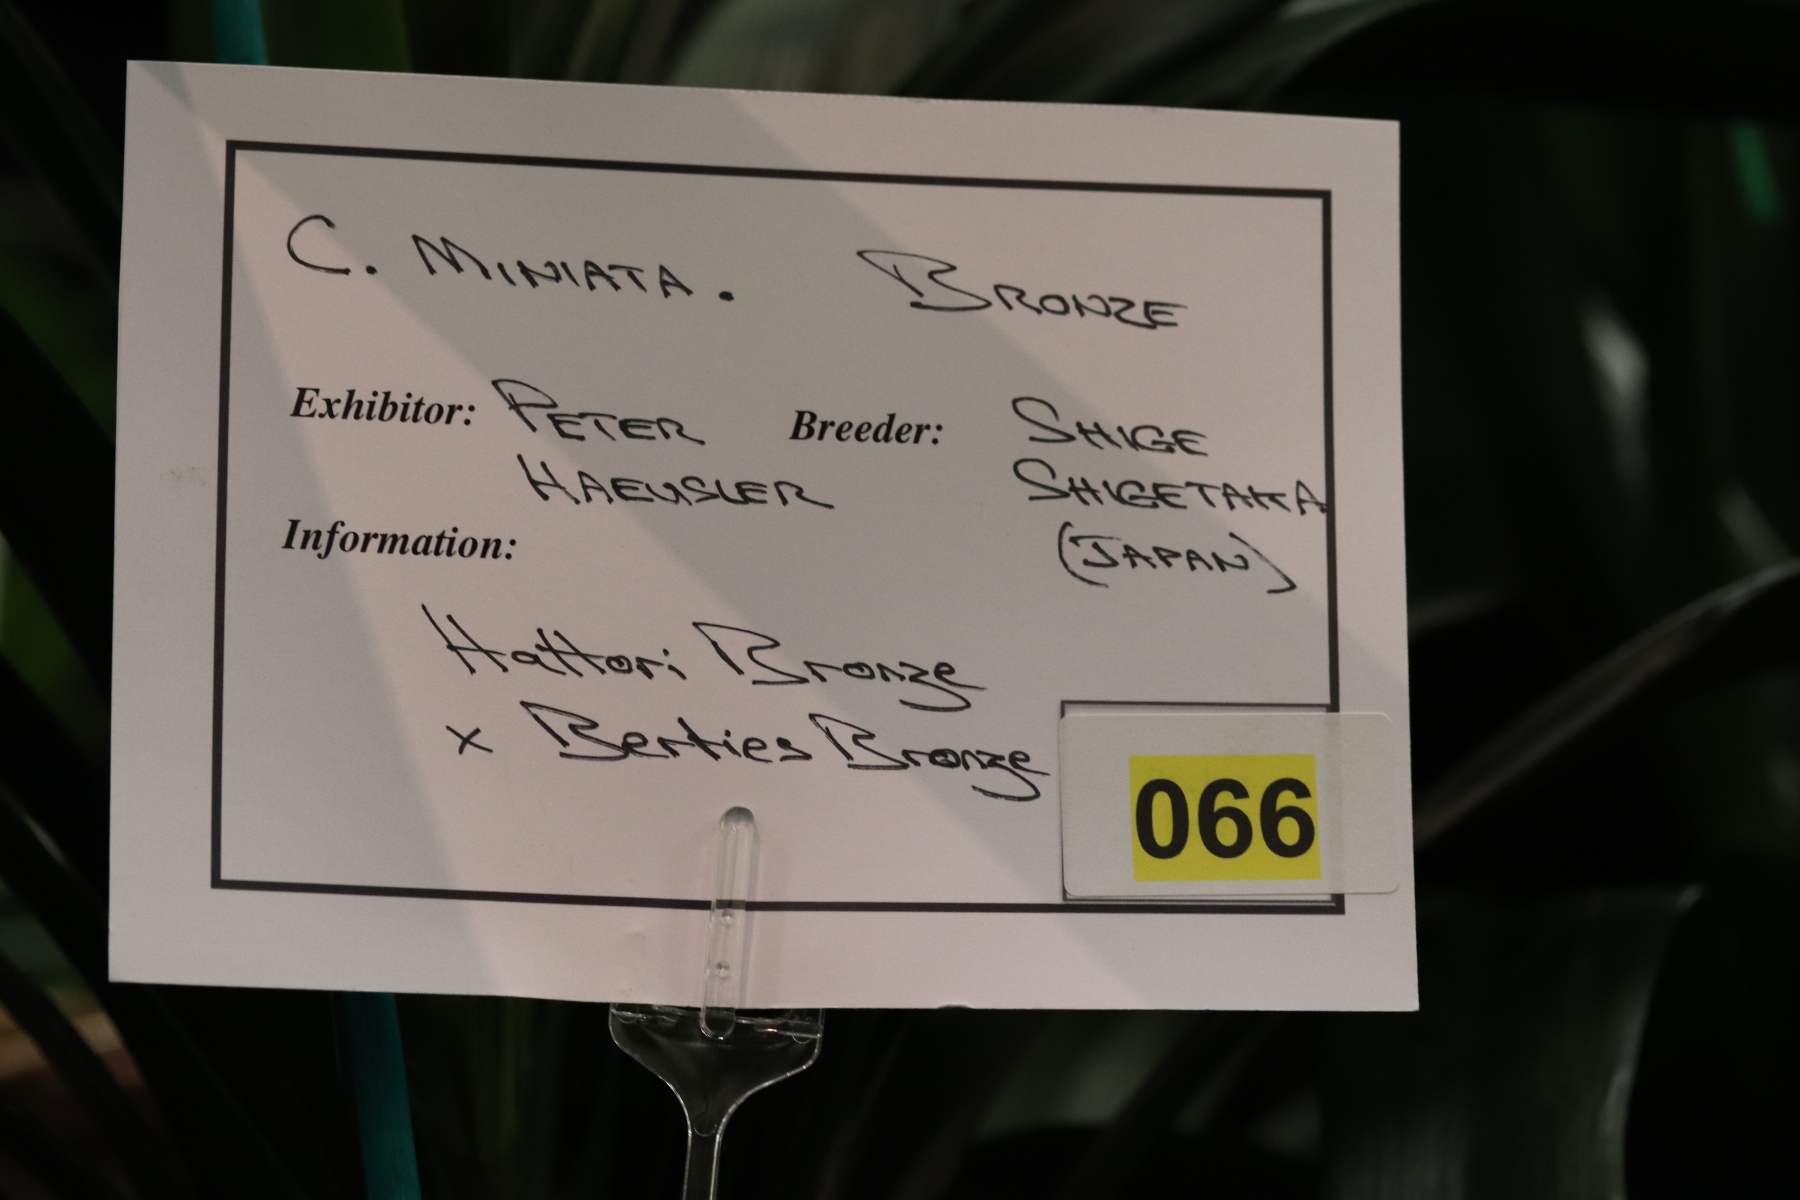 C. MINIATA. BRONZE
Exhibitor: PETER Breeder: SHIGE
HAEUSLER SHIGETAKA
(JAPAN)
Information:
Hattori Bronze
x Berties Bronze
066